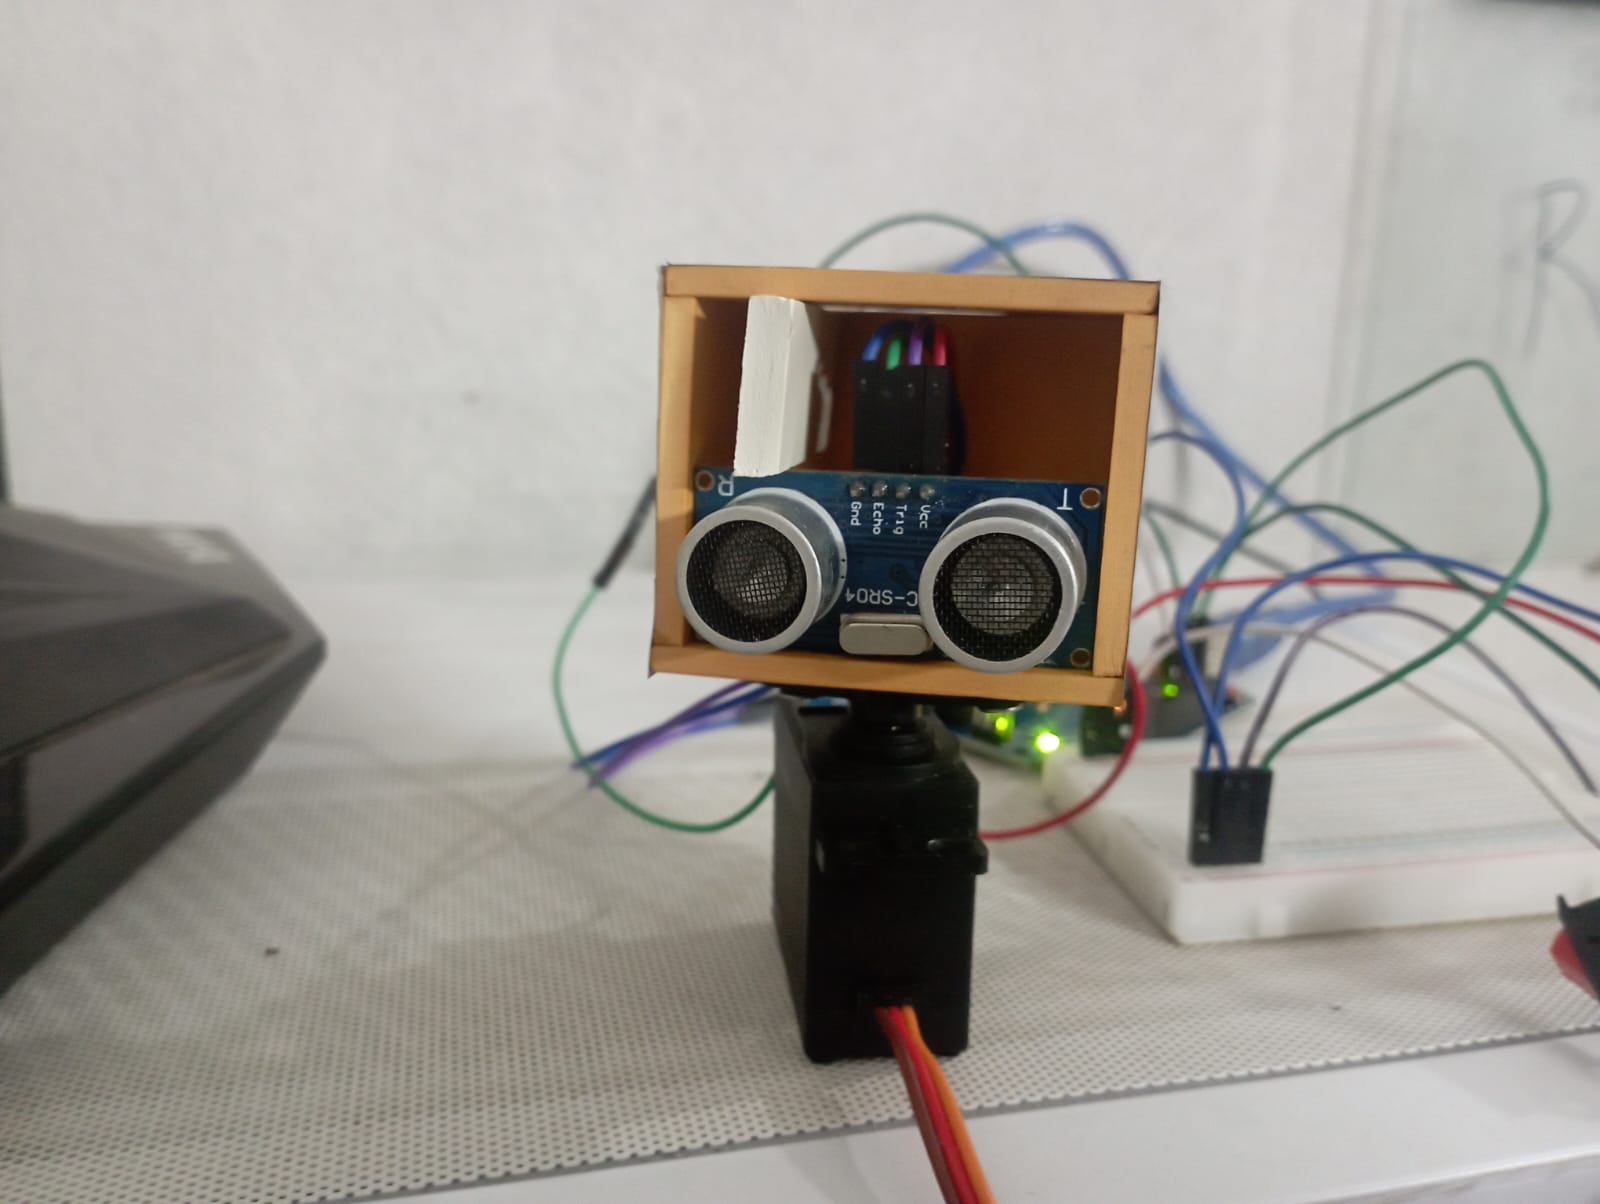 R
R
T
Gnd
Echo
Trig
Vcc
C-SR04